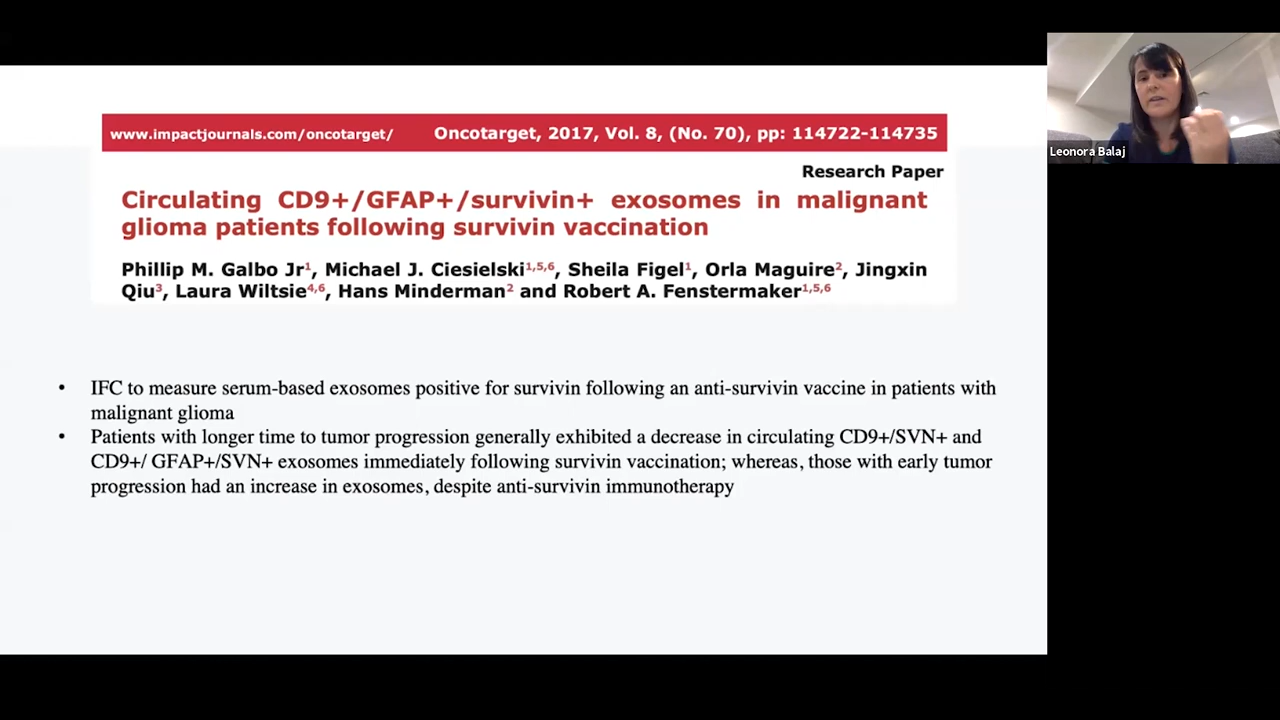 www.impactjournals.com/oncotarget/ Oncotarget, 2017, Vol. 8, (No. 70), pp: 114722-114735
Research Paper
Circulating CD9+/GFAP+/survivin+ exosomes in malignant
glioma patients following survivin vaccination
Phillip M. Galbo Jr1, Michael J. Ciesielski1,5,6, Sheila Figel1, Orla Maguire2, Jingxin
Qiu3, Laura Wiltsie4,6, Hans Minderman2 and Robert A. Fenstermaker1,5,6
• IFC to measure serum-based exosomes positive for survivin following an anti-survivin vaccine in patients with
malignant glioma
• Patients with longer time to tumor progression generally exhibited a decrease in circulating CD9+/SVN+ and
CD9+/ GFAP+/SVN+ exosomes immediately following survivin vaccination; whereas, those with early tumor
progression had an increase in exosomes, despite anti-survivin immunotherapy
Leonora Balaj